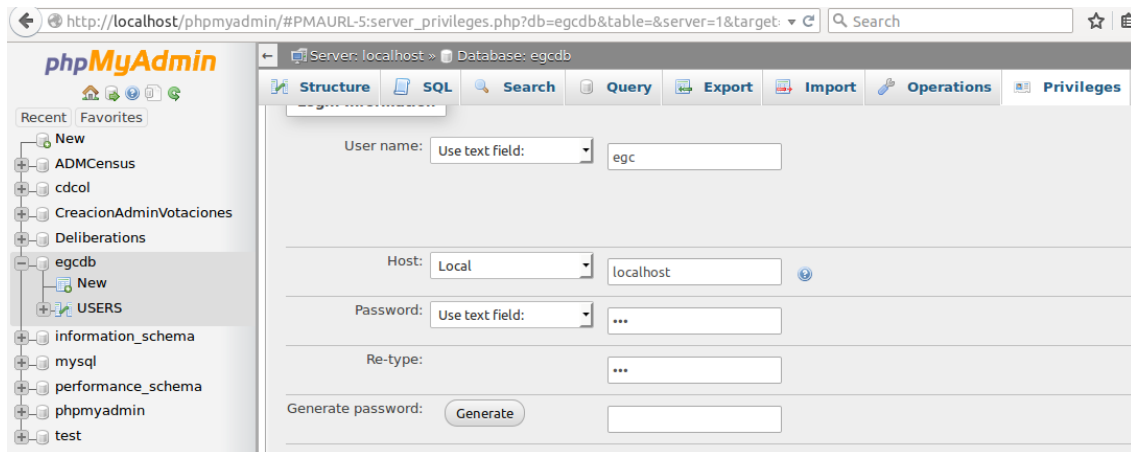 http://localhost/phpmyadmin/#PMAURL-5:server_privileges.php?db=egcdb&table=&server=1&target:
Search
phpMyAdmin
Recent Favorites
New
ADMCensus
cdcol
CreacionAdminVotaciones
Deliberations
egcdb
New
USERS
information_schema
mysql
performance_schema
phpmyadmin
test
Server: localhost » Database: egcdb
Structure SQL Search Query Export Import Operations Privileges
Login Information
User name: Use text field: egc
Host: Local localhost
Password: Use text field: •••
Re-type: •••
Generate password: Generate